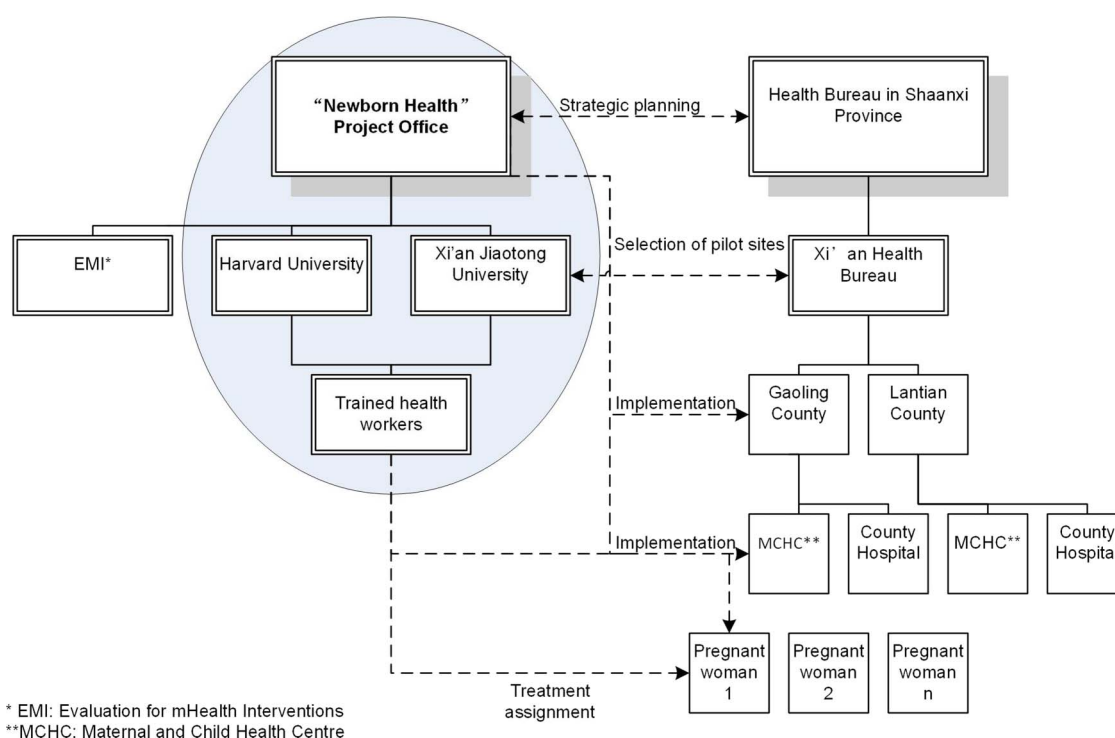 “Newborn Health”
Project Office
Strategic planning
Health Bureau in Shaanxi
Province
EMI*
Harvard University
Xi'an Jiaotong
University
Selection of pilot sites
Xi’an Health
Bureau
Trained health
workers
Implementation
Gaoling
County
Lantian
County
Implementation
MCHC**
County
Hospital
MCHC**
County
Hospital
Pregnant
woman
1
Pregnant
woman
2
Pregnant
woman
n
Treatment
assignment
* EMI: Evaluation for mHealth Interventions
**MCHC: Maternal and Child Health Centre